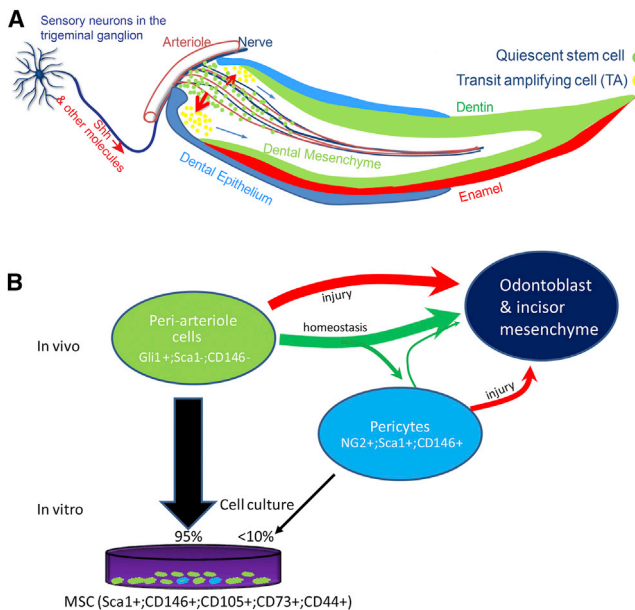 A
Sensory neurons in the
trigeminal ganglion
Arteriole
Nerve
Quiescent stem cell
Transit amplifying cell (TA)
Dentin
Shh
& other molecules
Dental Mesenchyme
Dental Epithelium
Enamel
B
In vivo
Peri-arteriole
cells
Gli1+;Sca1-;CD146-
injury
homeostasis
Odontoblast
& incisor
mesenchyme
injury
Pericytes
NG2+;Sca1+;CD146+
In vitro
Cell culture
95%
<10%
MSC (Sca1+;CD146+;CD105+;CD73+;CD44+)